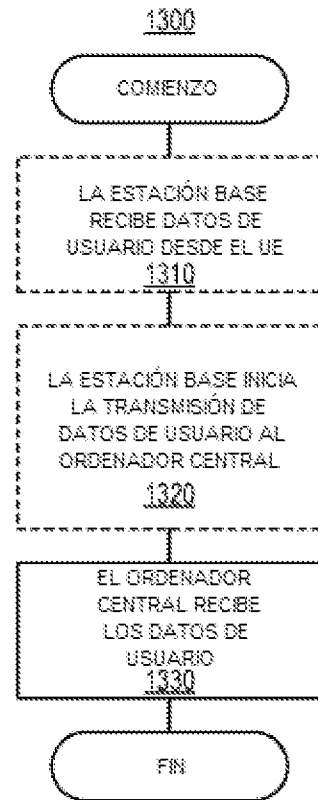 1300
COMIENZO
LA ESTACIÓN BASE
RECIBE DATOS DE
USUARIO DESDE EL UE
1310
LA ESTACIÓN BASE INICIA
LA TRANSMISIÓN DE
DATOS DE USUARIO AL
ORDENADOR CENTRAL
1320
EL ORDENADOR
CENTRAL RECIBE
LOS DATOS DE
USUARIO
1330
FIN